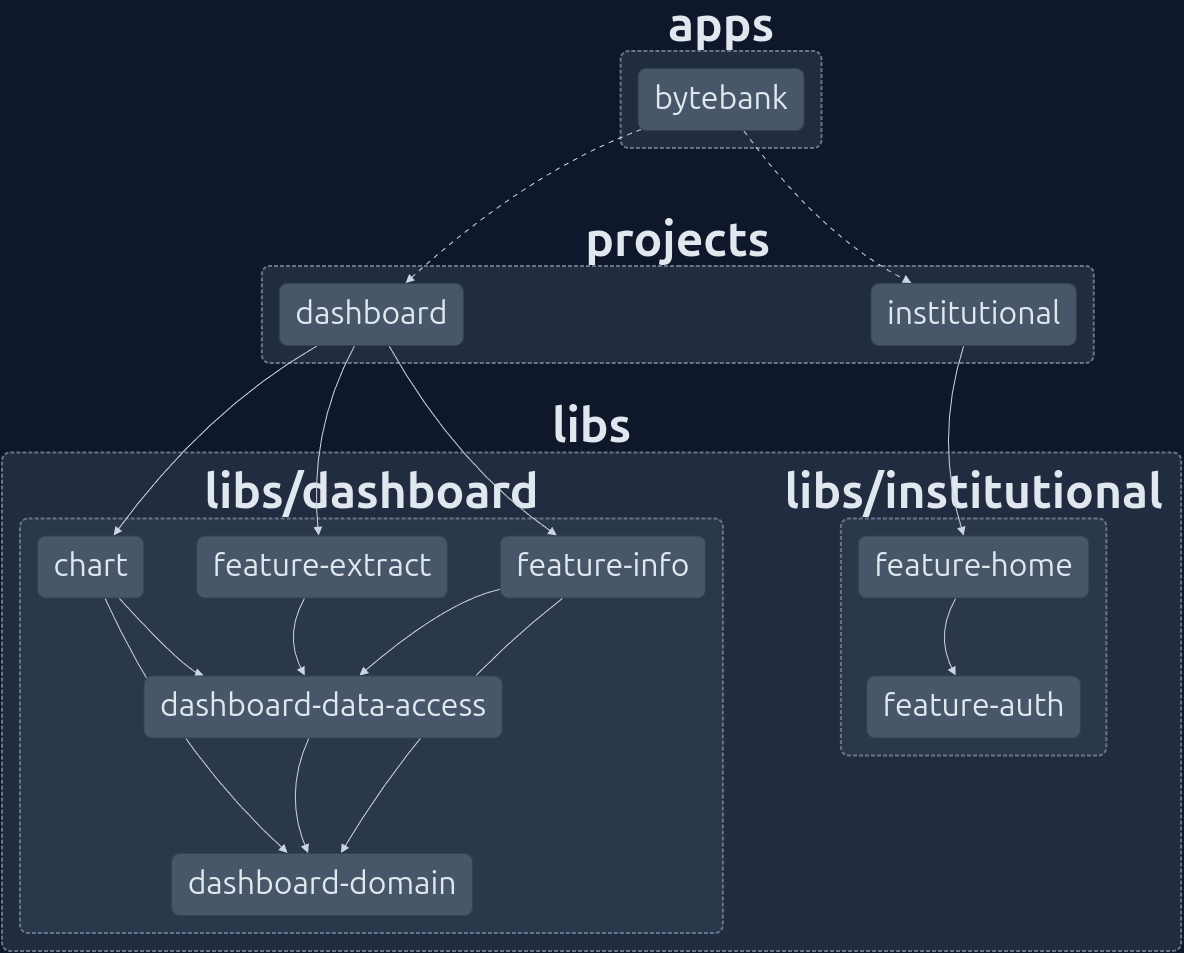 apps
bytebank
projects
dashboard
institutional
libs
libs/dashboard
libs/institutional
chart
feature-extract
feature-info
feature-home
dashboard-data-access
feature-auth
dashboard-domain